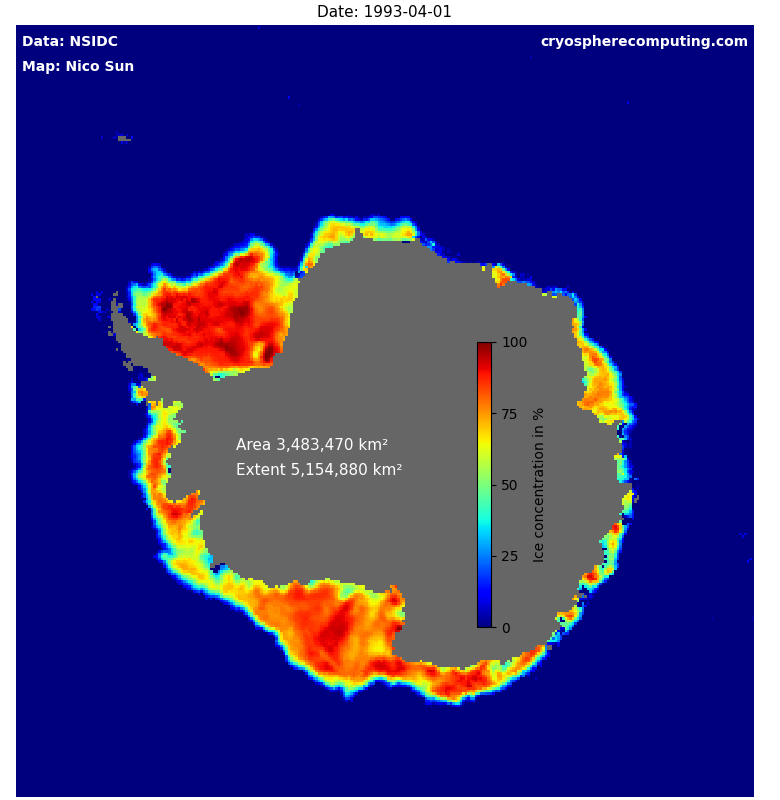 Date: 1993-04-01
Data: NSIDC
cryospherecomputing.com
Map: Nico Sun
100
75
50
25
0
Ice concentration in %
Area 3,483,470 km²
Extent 5,154,880 km²